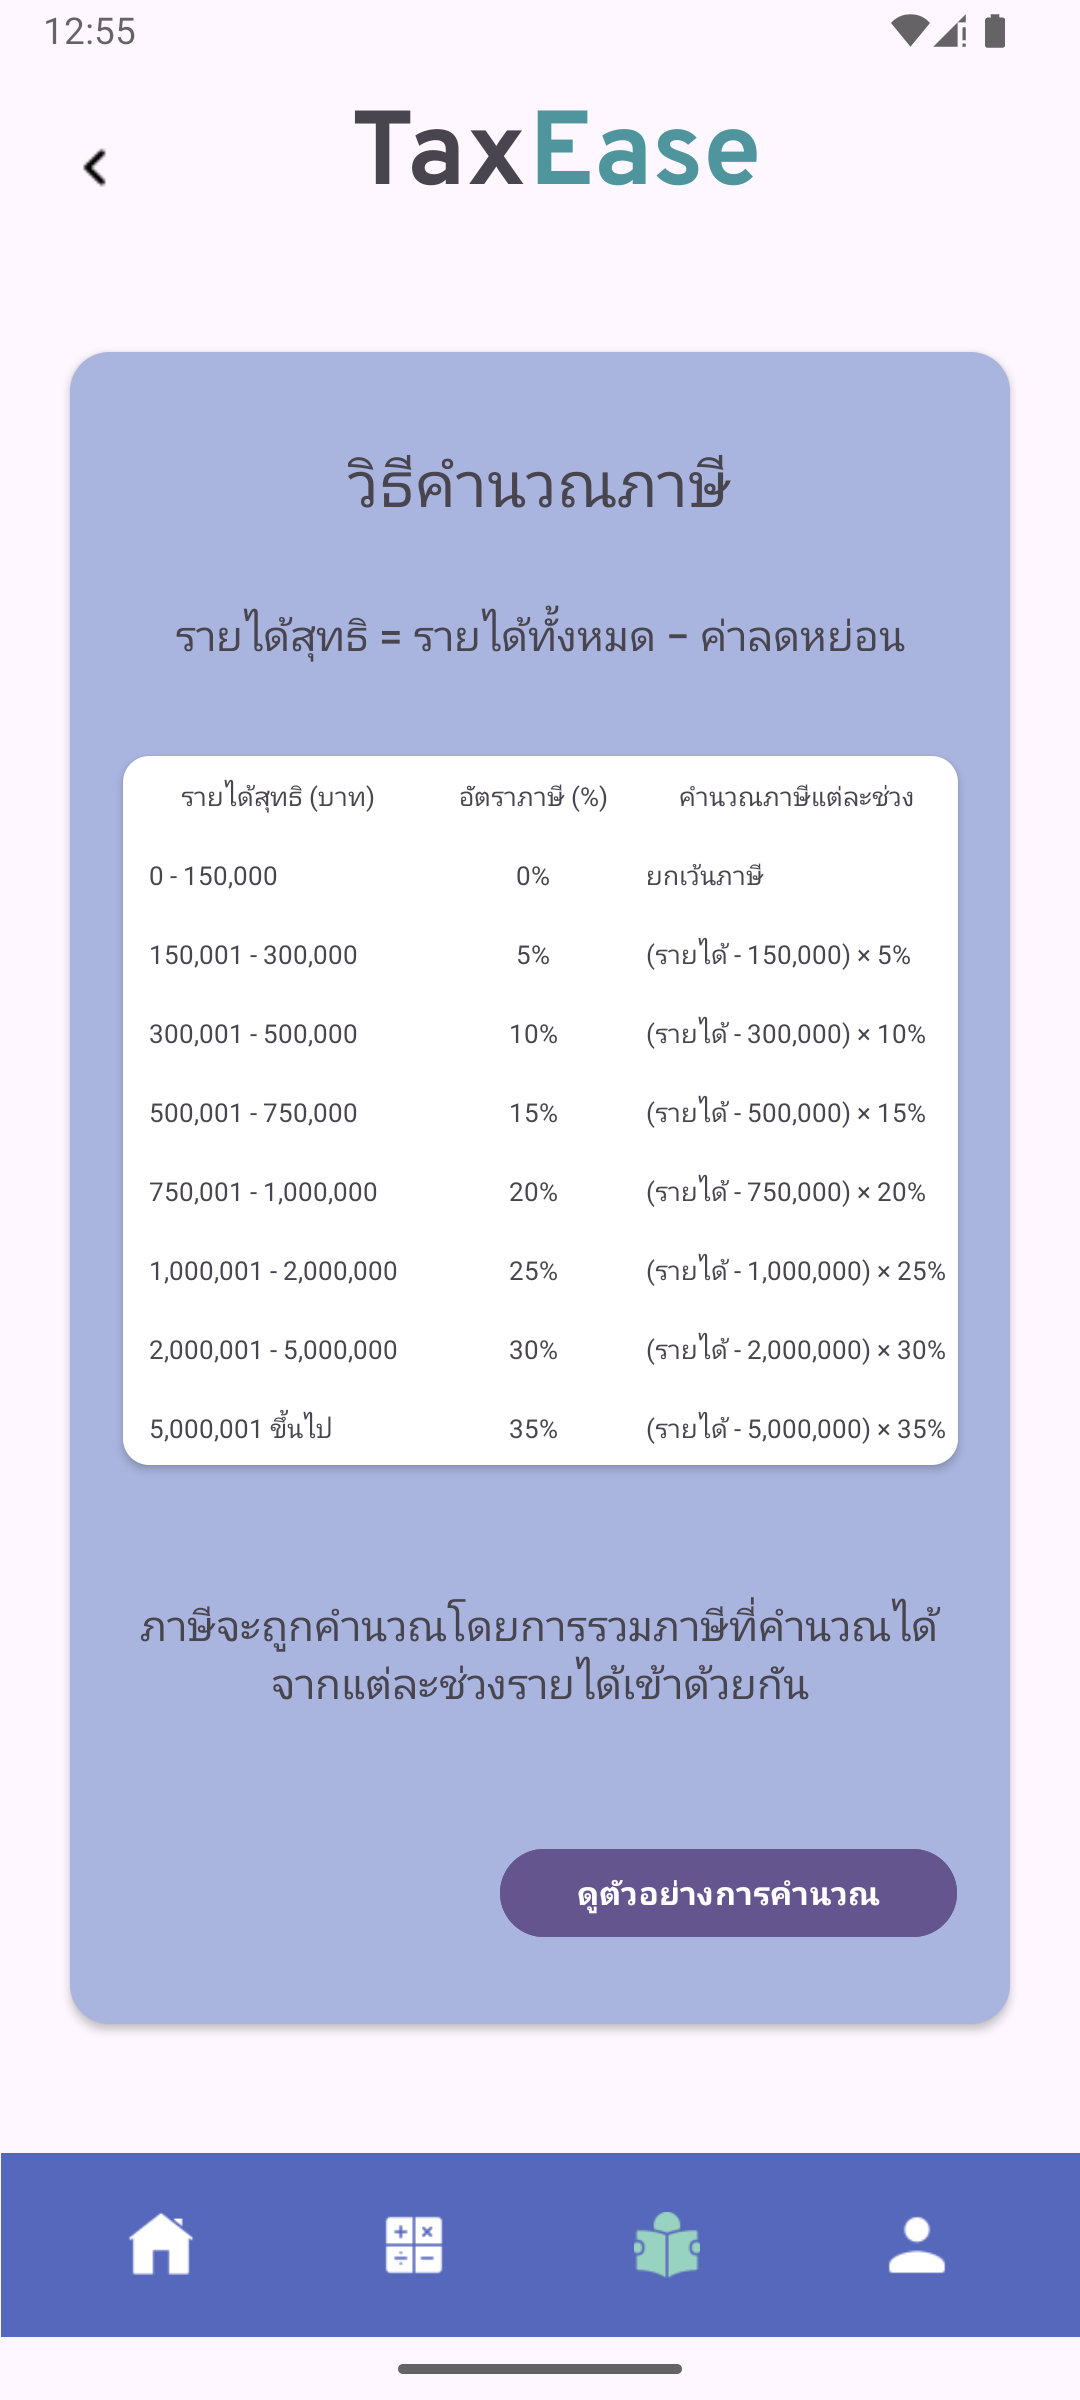 12:55
TaxEase
วิธีคำนวณภาษี
รายได้สุทธิ = รายได้ทั้งหมด - ค่าลดหย่อน
รายได้สุทธิ (บาท) อัตราภาษี (%) คำนวณภาษีแต่ละช่วง
0 - 150,000 0% ยกเว้นภาษี
150,001 - 300,000 5% (รายได้ - 150,000) × 5%
300,001 - 500,000 10% (รายได้ - 300,000) × 10%
500,001 - 750,000 15% (รายได้ - 500,000) × 15%
750,001 - 1,000,000 20% (รายได้ - 750,000) × 20%
1,000,001 - 2,000,000 25% (รายได้ - 1,000,000) × 25%
2,000,001 - 5,000,000 30% (รายได้ - 2,000,000) × 30%
5,000,001 ขึ้นไป 35% (รายได้ - 5,000,000) × 35%
ภาษีจะถูกคำนวณโดยการรวมภาษีที่คำนวณได้
จากแต่ละช่วงรายได้เข้าด้วยกัน
ดูตัวอย่างการคำนวณ